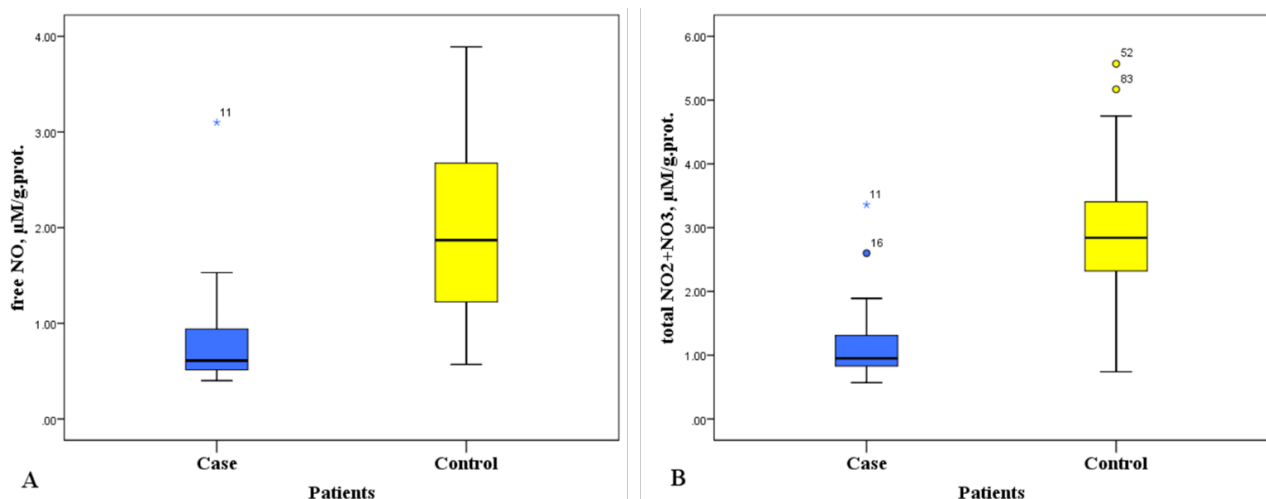 free NO, µM/g.prot.
4.00
3.00
2.00
1.00
.00
11
Case
Control
Patients
A
total NO2+NO3, µM/g.prot.
6.00
5.00
4.00
3.00
2.00
1.00
.00
52
83
11
16
Case
Control
Patients
B